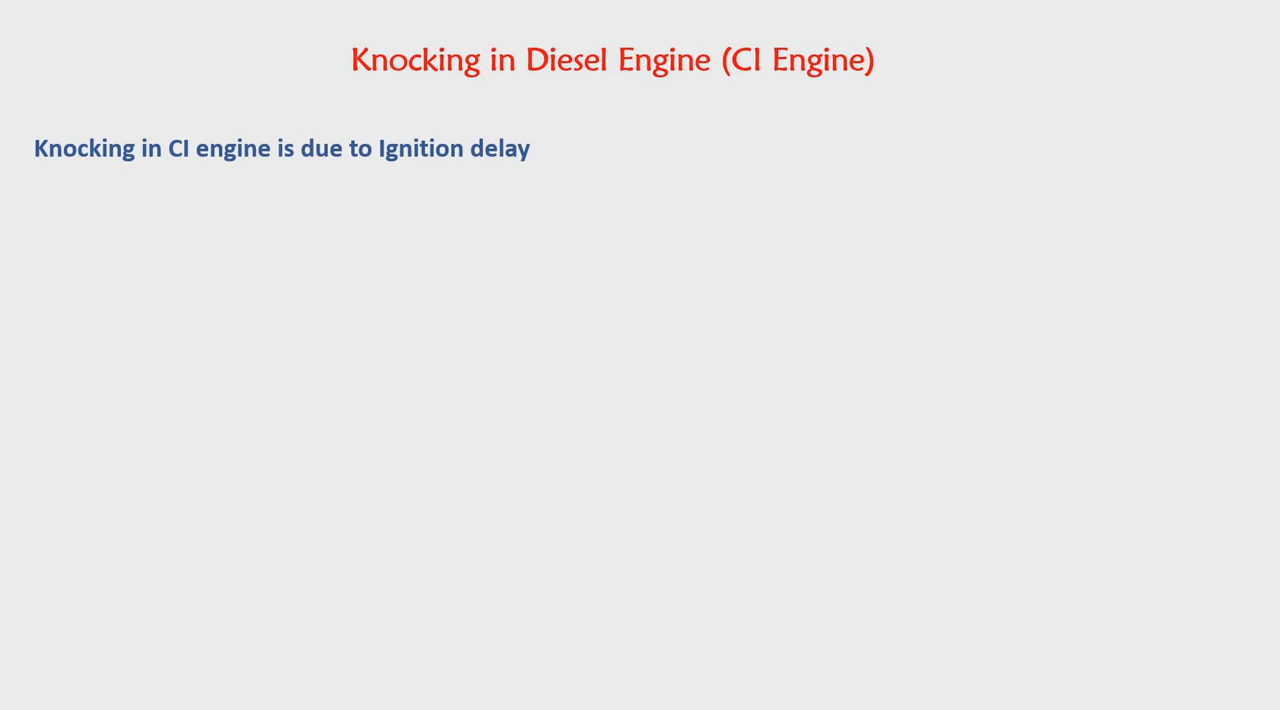 Knocking in Diesel Engine (CI Engine)
Knocking in CI engine is due to Ignition delay